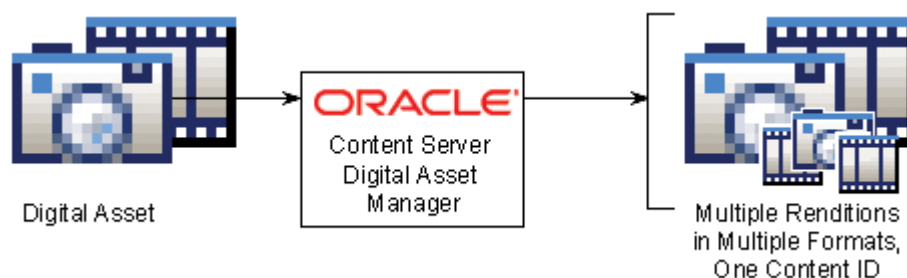 Digital Asset
ORACLE'
Content Server
Digital Asset
Manager
Multiple Renditions
in Multiple Formats,
One Content ID